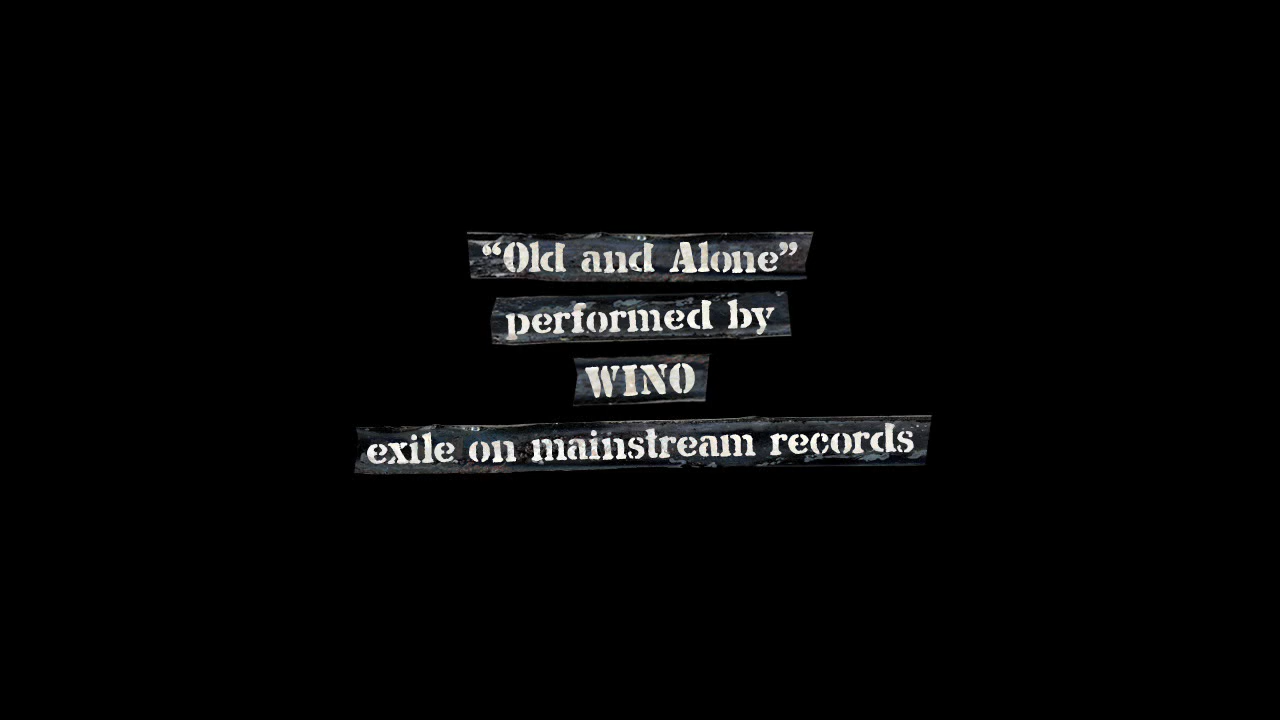 “Old and Alone”
performed by
WINO
exile on mainstream records